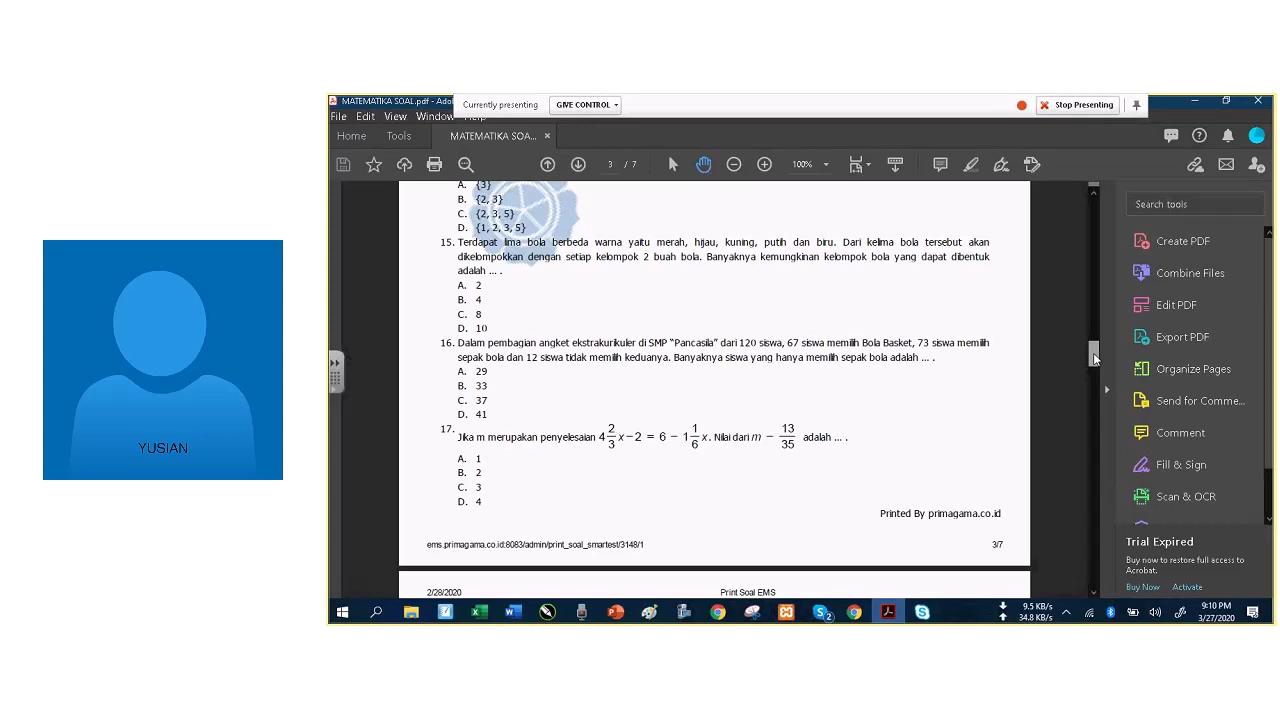 YUSIAN
MATEMATIKA SOAL.pdf - Ado
Currently presenting
GIVE CONTROL
Stop Presenting
File Edit View Window Help
Home Tools MATEMATIKA SOA... ×
3 / 7
100%
A. {3}
B. {2, 3}
C. {2, 3, 5}
D. {1, 2, 3, 5}
15. Terdapat lima bola berbeda warna yaitu merah, hijau, kuning, putih dan biru. Dari kelima bola tersebut akan
dikelompokkan dengan setiap kelompok 2 buah bola. Banyaknya kemungkinan kelompok bola yang dapat dibentuk
adalah ... .
A. 2
B. 4
C. 8
D. 10
16. Dalam pembagian angket ekstrakurikuler di SMP “Pancasila” dari 120 siswa, 67 siswa memilih Bola Basket, 73 siswa memilih
sepak bola dan 12 siswa tidak memilih keduanya. Banyaknya siswa yang hanya memilih sepak bola adalah ... .
A. 29
B. 33
C. 37
D. 41
17. Jika m merupakan penyelesaian 4 2/3 x − 2 = 6 − 1 1/6 x. Nilai dari m − 13/35 adalah ... .
A. 1
B. 2
C. 3
D. 4
Printed By primagama.co.id
ems.primagama.co.id:8083/admin/print_soal_smartest/3148/1 3/7
2/28/2020 Print Soal EMS
Search tools
Create PDF
Combine Files
Edit PDF
Export PDF
Organize Pages
Send for Comme...
Comment
Fill & Sign
Scan & OCR
Trial Expired
Buy now to restore full access to
Acrobat.
Buy Now Activate
9.5 KB/s
34.8 KB/s
9:10 PM
3/27/2020